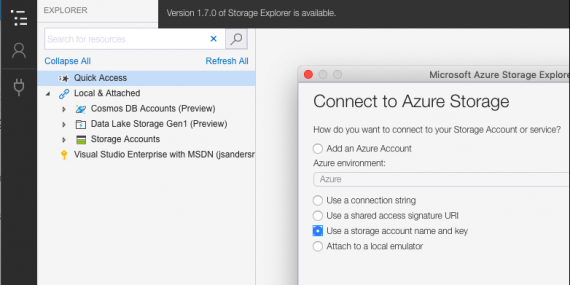 EXPLORER
Version 1.7.0 of Storage Explorer is available.
Search for resources
Collapse All
Refresh All
Quick Access
Local & Attached
Cosmos DB Accounts (Preview)
Data Lake Storage Gen1 (Preview)
Storage Accounts
Visual Studio Enterprise with MSDN (jsandersr
Microsoft Azure Storage Explore
Connect to Azure Storage
How do you want to connect to your Storage Account or service?
Add an Azure Account
Azure environment:
Azure
Use a connection string
Use a shared access signature URI
Use a storage account name and key
Attach to a local emulator